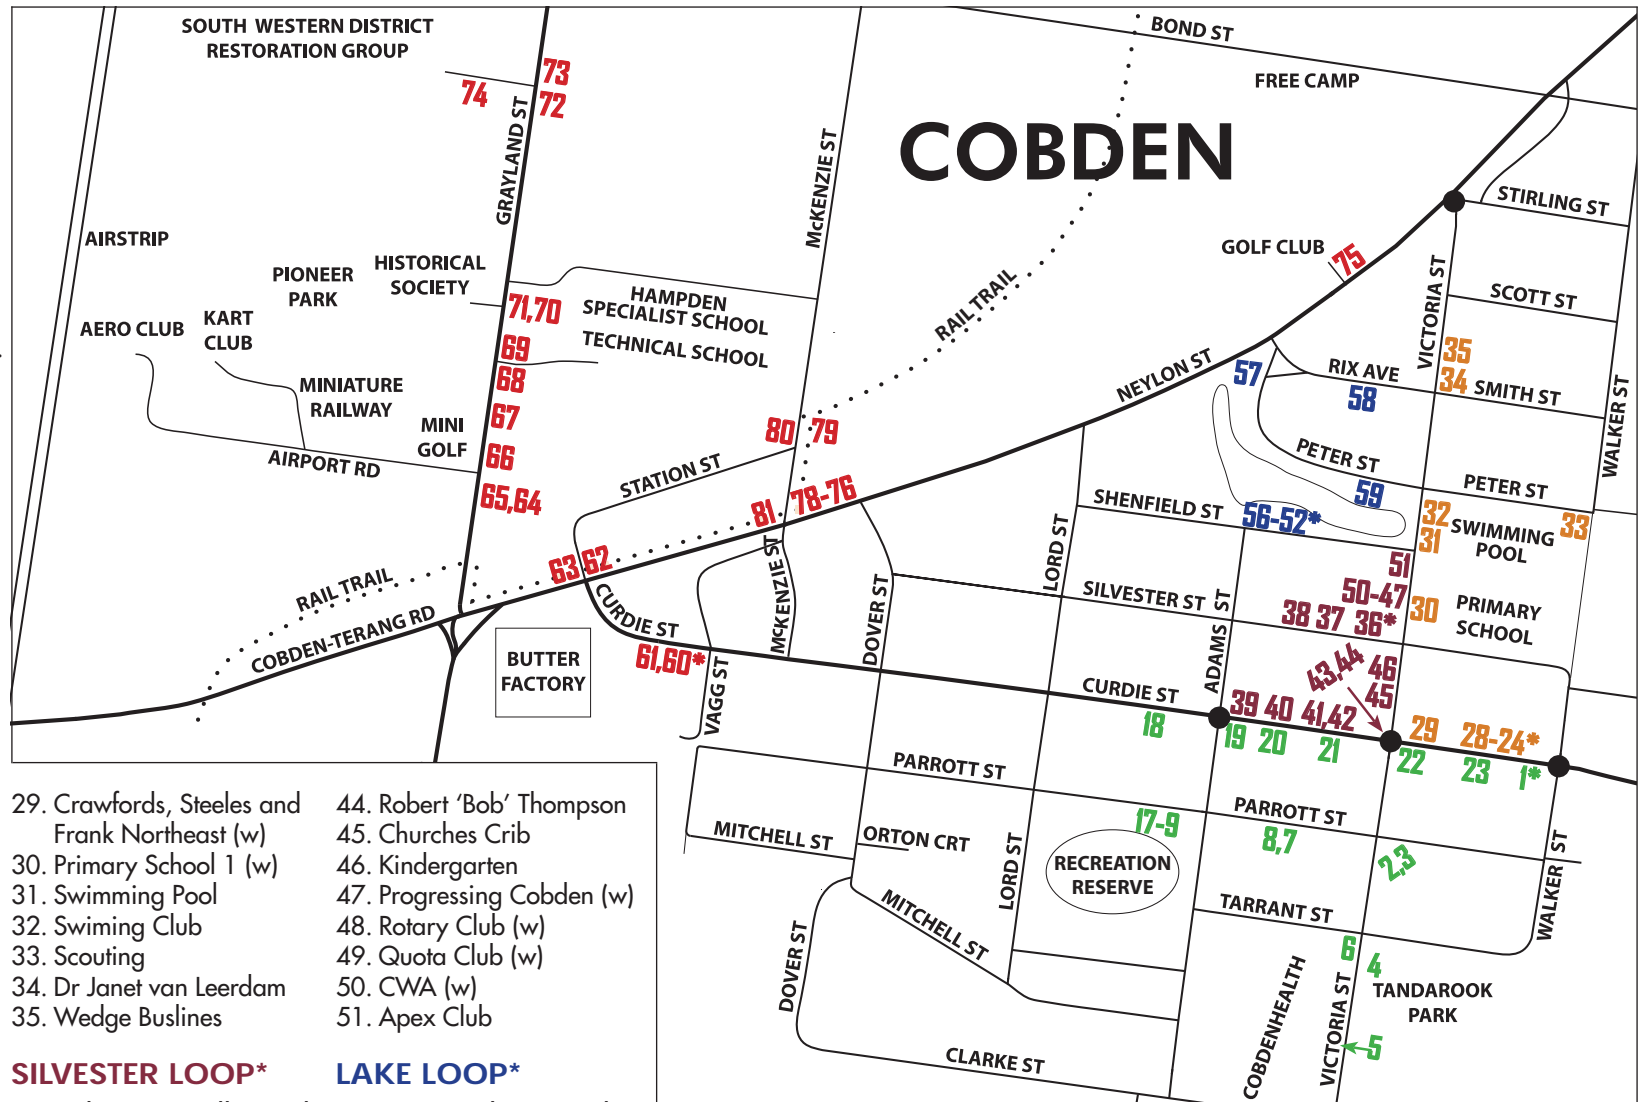 SOUTH WESTERN DISTRICT
RESTORATION GROUP
73
74
72
GRAYLAND ST
McKENZIE ST
BOND ST
FREE CAMP
COBDEN
STIRLING ST
AIRSTRIP
GOLF CLUB
75
VICTORIA ST
SCOTT ST
HISTORICAL
SOCIETY
PIONEER
PARK
71,70
HAMPDEN
SPECIALIST SCHOOL
TECHNICAL SCHOOL
RAIL TRAIL
AERO CLUB
KART
CLUB
69
68
MINIATURE
RAILWAY
67
MINI
GOLF
66
AIRPORT RD
65,64
NEYLON ST
57
RIX AVE
58
35
34
SMITH ST
WALKER ST
80
79
STATION ST
PETER ST
PETER ST
81
78-76
SHENFIELD ST
59
56-52*
32
31
SWIMMING
POOL
33
63
62
RAIL TRAIL
COBDEN-TERANG RD
McKENZIE ST
DOVER ST
LORD ST
SILVESTER ST
ADAMS ST
51
50-47
38 37 36*
30
PRIMARY
SCHOOL
CURDIE ST
61,60*
BUTTER
FACTORY
VAGG ST
43,44
46
45
CURDIE ST
39 40 41,42
29
28-24*
18
19
20
21
22
23
1*
PARROTT ST
PARROTT ST
MITCHELL ST
ORTON CRT
17-9
8,7
2,3
LORD ST
RECREATION
RESERVE
WALKER ST
TARRANT ST
MITCHELL ST
DOVER ST
6
4
COBDENHEALTH
VICTORIA ST
TANDAROOK
PARK
5
CLARKE ST
29. Crawfords, Steeles and
Frank Northeast (w)
30. Primary School 1 (w)
31. Swimming Pool
32. Swiming Club
33. Scouting
34. Dr Janet van Leerdam
35. Wedge Buslines
SILVESTER LOOP*
44. Robert ‘Bob’ Thompson
45. Churches Crib
46. Kindergarten
47. Progressing Cobden (w)
48. Rotary Club (w)
49. Quota Club (w)
50. CWA (w)
51. Apex Club
LAKE LOOP*